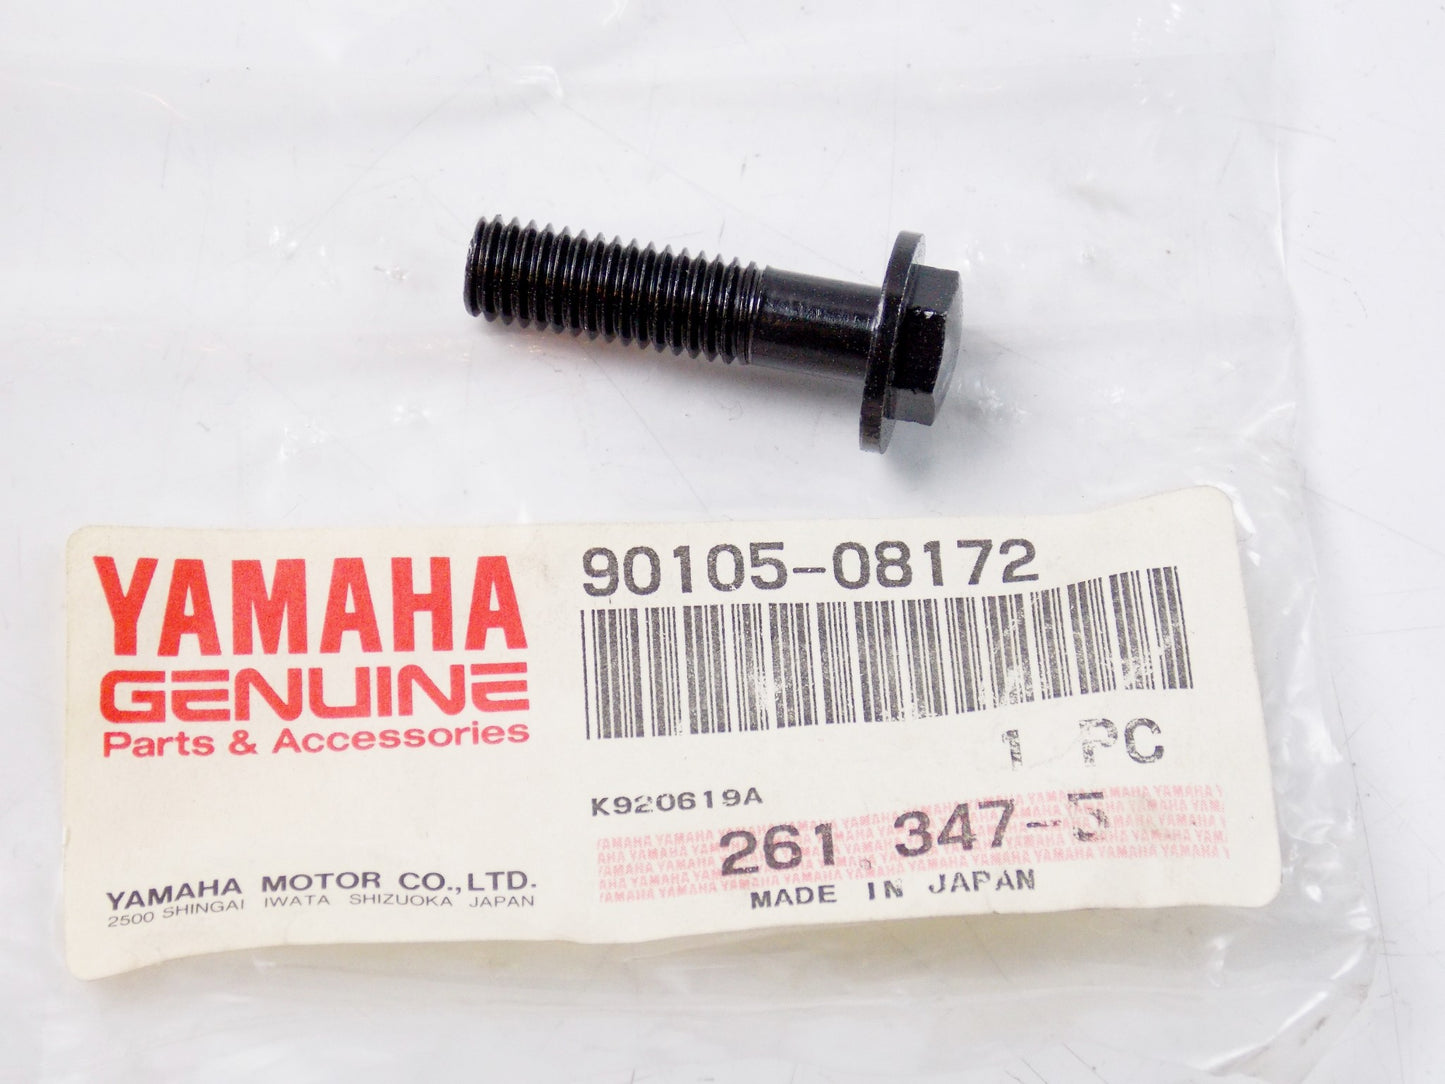 YAMAHA
GENUINE
Parts & Accessories
YAMAHA MOTOR CO.,LTD.
2500 SHINGAI IWATA SHIZUOKA JAPAN
90105-08172
1 PC
K920619A
261.347-5
MADE IN JAPAN